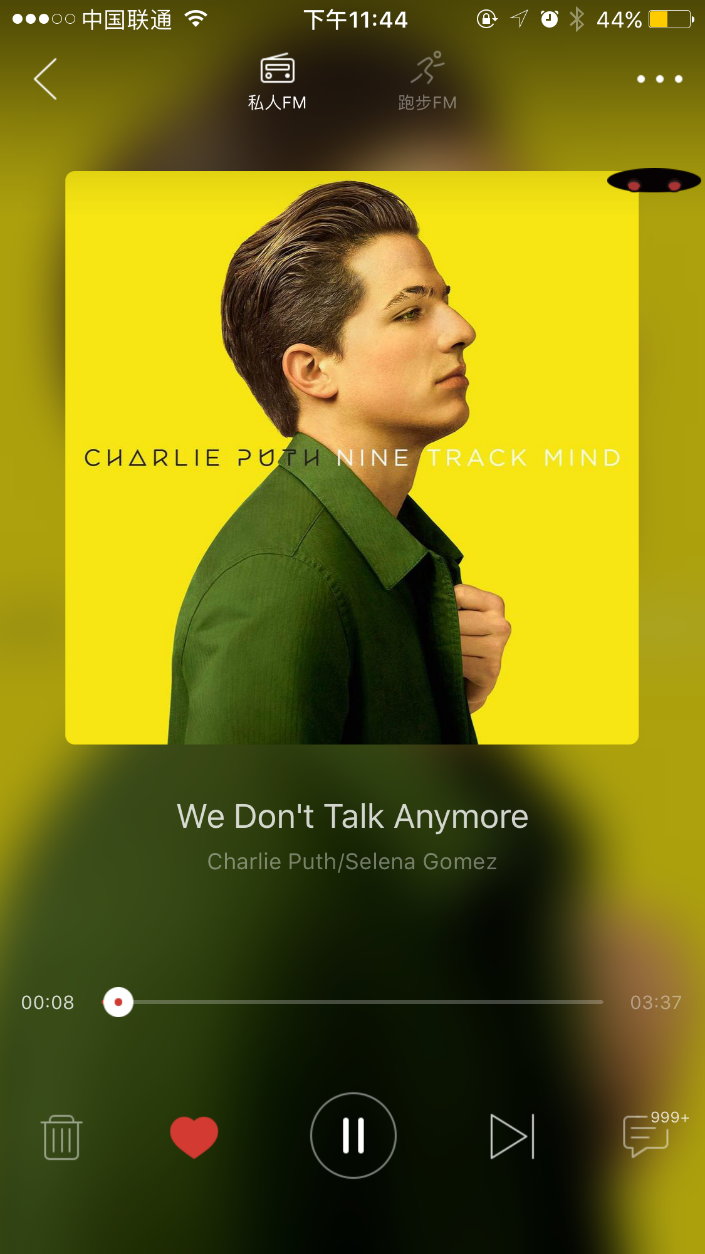 中国联通 下午11:44 44%
私人FM 跑步FM
CHARLIE PUTH NINE TRACK MIND
We Don't Talk Anymore
Charlie Puth/Selena Gomez
00:08 03:37
999+